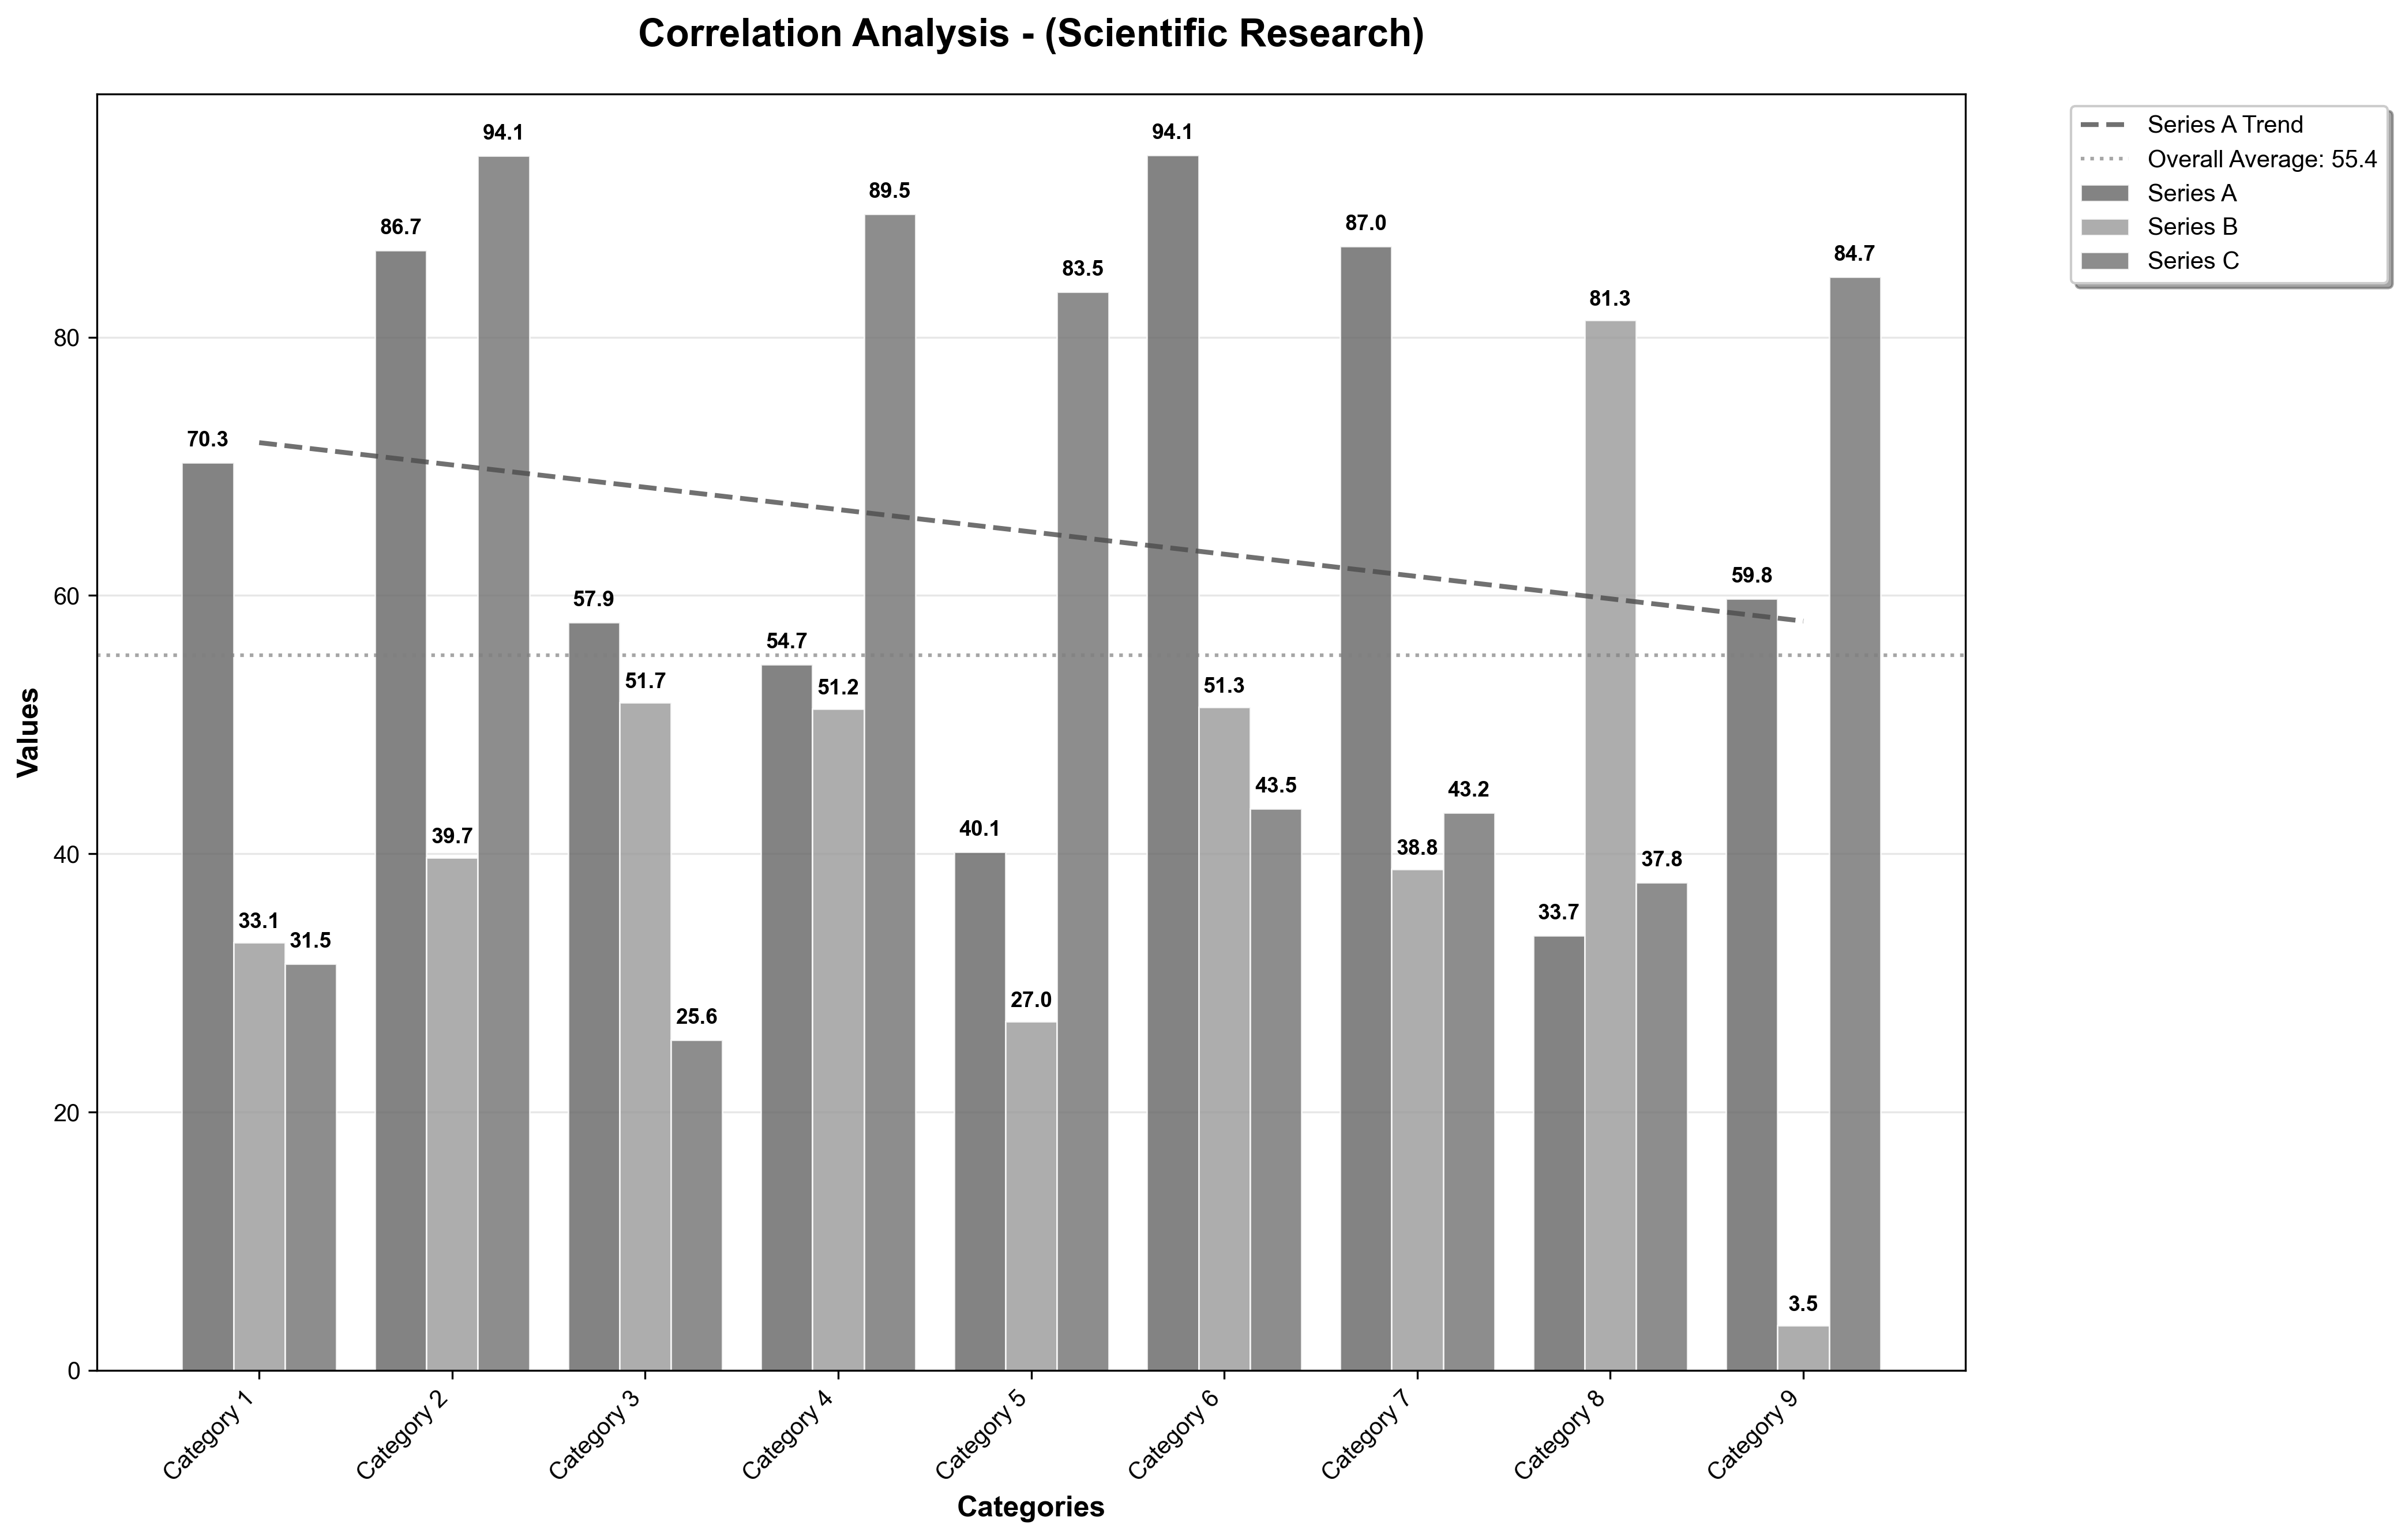 Correlation Analysis - (Scientific Research)
Series A Trend
Overall Average: 55.4
Series A
Series B
Series C
Values
80
60
40
20
0
70.3
33.1
31.5
86.7
39.7
94.1
57.9
51.7
25.6
54.7
51.2
89.5
40.1
27.0
83.5
94.1
51.3
43.5
87.0
38.8
43.2
33.7
81.3
37.8
59.8
3.5
84.7
Category 1
Category 2
Category 3
Category 4
Category 5
Category 6
Category 7
Category 8
Category 9
Categories